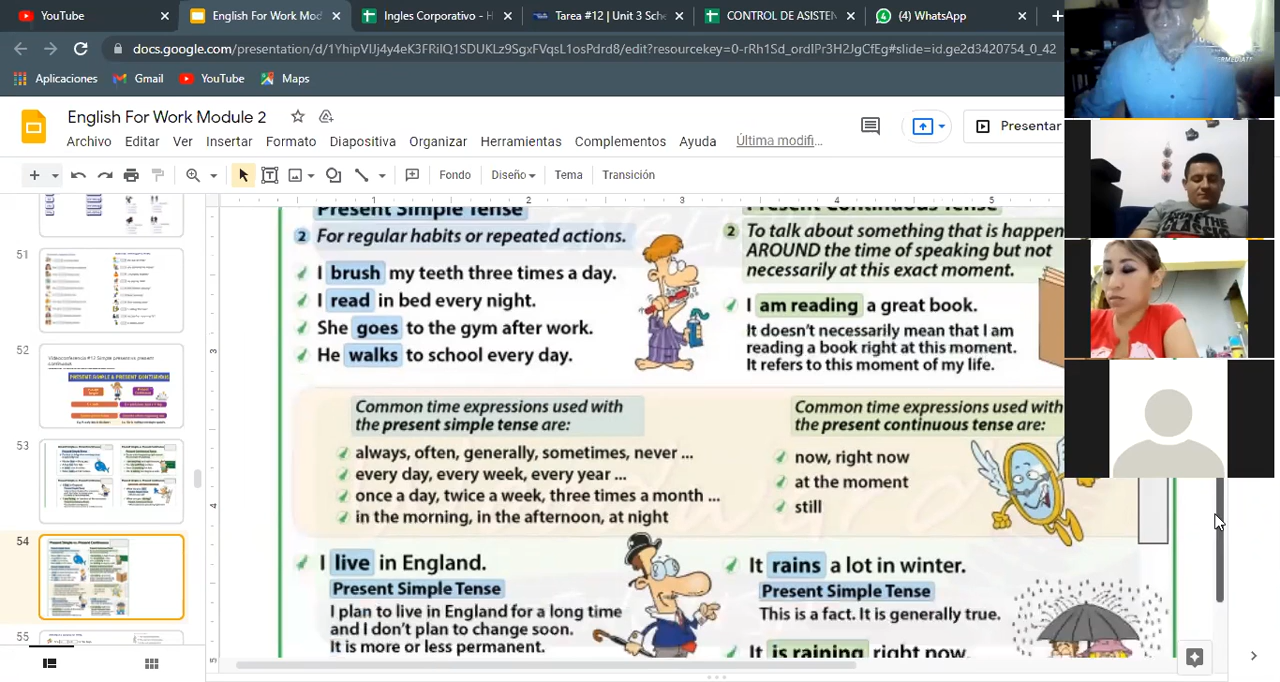 YouTube
English For Work Mod
Ingles Corporativo - H
Tarea #12 | Unit 3 Sche
CONTROL DE ASISTEN
(4) WhatsApp
docs.google.com/presentation/d/1YhipVlJj4y4eK3FRilQ1SDUKLz9SgxFVqsL1osPdrd8/edit?resourcekey=0-rRh1Sd_ordIPr3H2JgCfEg#slide=id.ge2d3420754_0_42
Aplicaciones
Gmail
YouTube
Maps
English For Work Module 2
Archivo Editar Ver Insertar Formato Diapositiva Organizar Herramientas Complementos Ayuda Última modifi...
Presentar
Fondo Diseño Tema Transición
1 2 3 4 5
51
52
53
54
55
3
4
5
Present Simple Tense
2 For regular habits or repeated actions.
I brush my teeth three times a day.
I read in bed every night.
She goes to the gym after work.
He walks to school every day.
Present Continuous Tense
2 To talk about something that is happen
AROUND the time of speaking but not
necessarily at this exact moment.
I am reading a great book.
It doesn't necessarily mean that I am
reading a book right at this moment.
It refers to this moment of my life.
Common time expressions used with
the present simple tense are:
always, often, generally, sometimes, never ...
every day, every week, every year ...
once a day, twice a week, three times a month ...
in the morning, in the afternoon, at night
Common time expressions used with
the present continuous tense are:
now, right now
at the moment
still
I live in England.
Present Simple Tense
I plan to live in England for a long time
and I don't plan to change soon.
It is more or less permanent.
It rains a lot in winter.
Present Simple Tense
This is a fact. It is generally true.
It is raining right now.